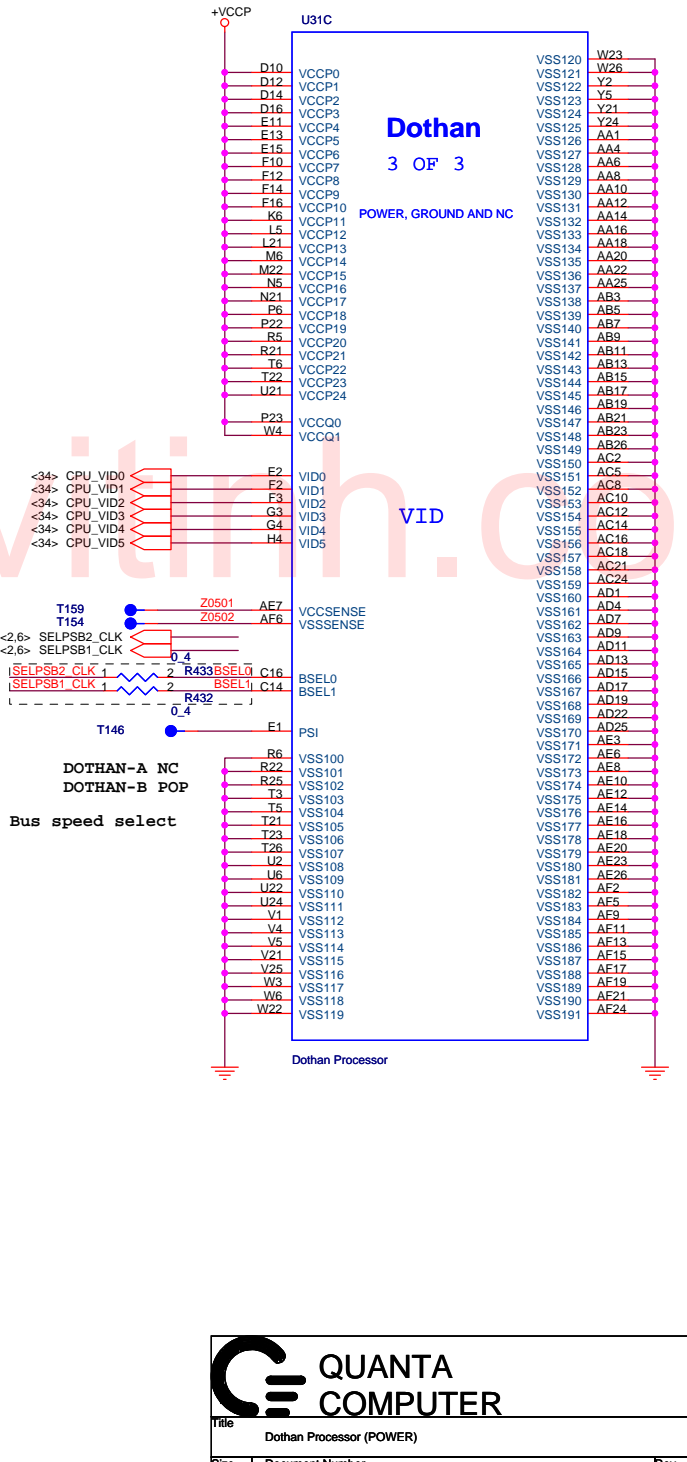 +VCCP
U31C
D10 VCCP0
D12 VCCP1
D14 VCCP2
D16 VCCP3
E11 VCCP4
E13 VCCP5
E15 VCCP6
F10 VCCP7
F12 VCCP8
F14 VCCP9
F16 VCCP10
K6 VCCP11
L5 VCCP12
L21 VCCP13
M6 VCCP14
M22 VCCP15
N5 VCCP16
N21 VCCP17
P6 VCCP18
P22 VCCP19
R5 VCCP20
R21 VCCP21
T6 VCCP22
T22 VCCP23
U21 VCCP24
P23 VCCQ0
W4 VCCQ1
<34> CPU_VID0 E2 VID0
<34> CPU_VID1 F2 VID1
<34> CPU_VID2 F3 VID2
<34> CPU_VID3 G3 VID3
<34> CPU_VID4 G4 VID4
<34> CPU_VID5 H4 VID5
T159 Z0501 AE7 VCCSENSE
T154 Z0502 AF6 VSSSENSE
<2,6> SELPSB2_CLK
<2,6> SELPSB1_CLK
0_4
SELPSB2_CLK 1 2 R433 BSEL0 C16 BSEL0
SELPSB1_CLK 1 2 BSEL1 C14 BSEL1
R432
0_4
T146 E1 PSI
DOTHAN-A NC
DOTHAN-B POP
Bus speed select
R6 VSS100
R22 VSS101
R25 VSS102
T3 VSS103
T5 VSS104
T21 VSS105
T23 VSS106
T26 VSS107
U2 VSS108
U6 VSS109
U22 VSS110
U24 VSS111
V1 VSS112
V4 VSS113
V5 VSS114
V21 VSS115
V25 VSS116
W3 VSS117
W6 VSS118
W22 VSS119
Dothan
3 OF 3
POWER, GROUND AND NC
VID
VSS120 W23
VSS121 W26
VSS122 Y2
VSS123 Y5
VSS124 Y21
VSS125 Y24
VSS126 AA1
VSS127 AA4
VSS128 AA6
VSS129 AA8
VSS130 AA10
VSS131 AA12
VSS132 AA14
VSS133 AA16
VSS134 AA18
VSS135 AA20
VSS136 AA22
VSS137 AA25
VSS138 AB3
VSS139 AB5
VSS140 AB7
VSS141 AB9
VSS142 AB11
VSS143 AB13
VSS144 AB15
VSS145 AB17
VSS146 AB19
VSS147 AB21
VSS148 AB23
VSS149 AB26
VSS150 AC2
VSS151 AC5
VSS152 AC8
VSS153 AC10
VSS154 AC12
VSS155 AC14
VSS156 AC16
VSS157 AC18
VSS158 AC21
VSS159 AC24
VSS160 AD1
VSS161 AD4
VSS162 AD7
VSS163 AD9
VSS164 AD11
VSS165 AD13
VSS166 AD15
VSS167 AD17
VSS168 AD19
VSS169 AD22
VSS170 AD25
VSS171 AE3
VSS172 AE6
VSS173 AE8
VSS174 AE10
VSS175 AE12
VSS176 AE14
VSS177 AE16
VSS178 AE18
VSS179 AE20
VSS180 AE23
VSS181 AE26
VSS182 AF2
VSS183 AF5
VSS184 AF9
VSS185 AF11
VSS186 AF13
VSS187 AF15
VSS188 AF17
VSS189 AF19
VSS190 AF21
VSS191 AF24
Dothan Processor
vitinh.co
QUANTA
COMPUTER
Title
Dothan Processor (POWER)
Size Document Number Rev